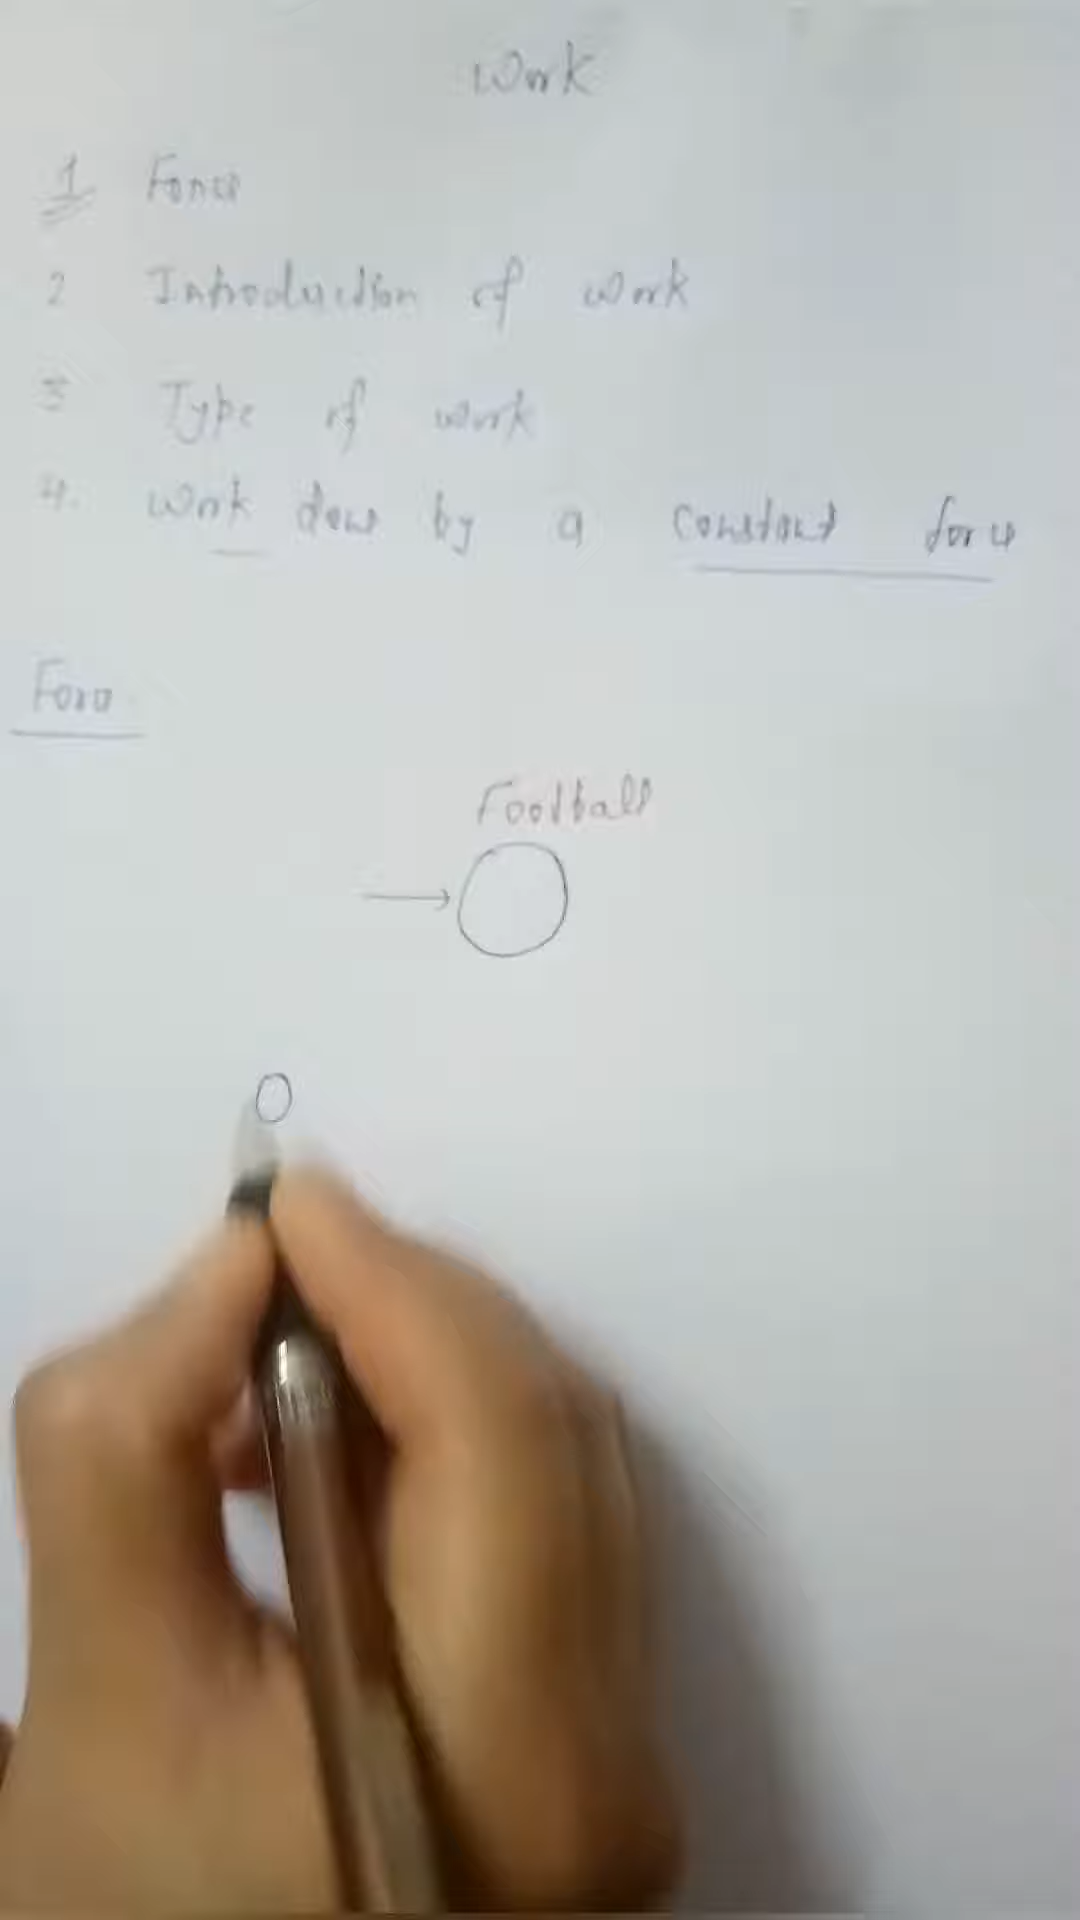 Work
1 Force
2 Introduction of work
3 Type of work
4. Work done by a constant force
Force
Football